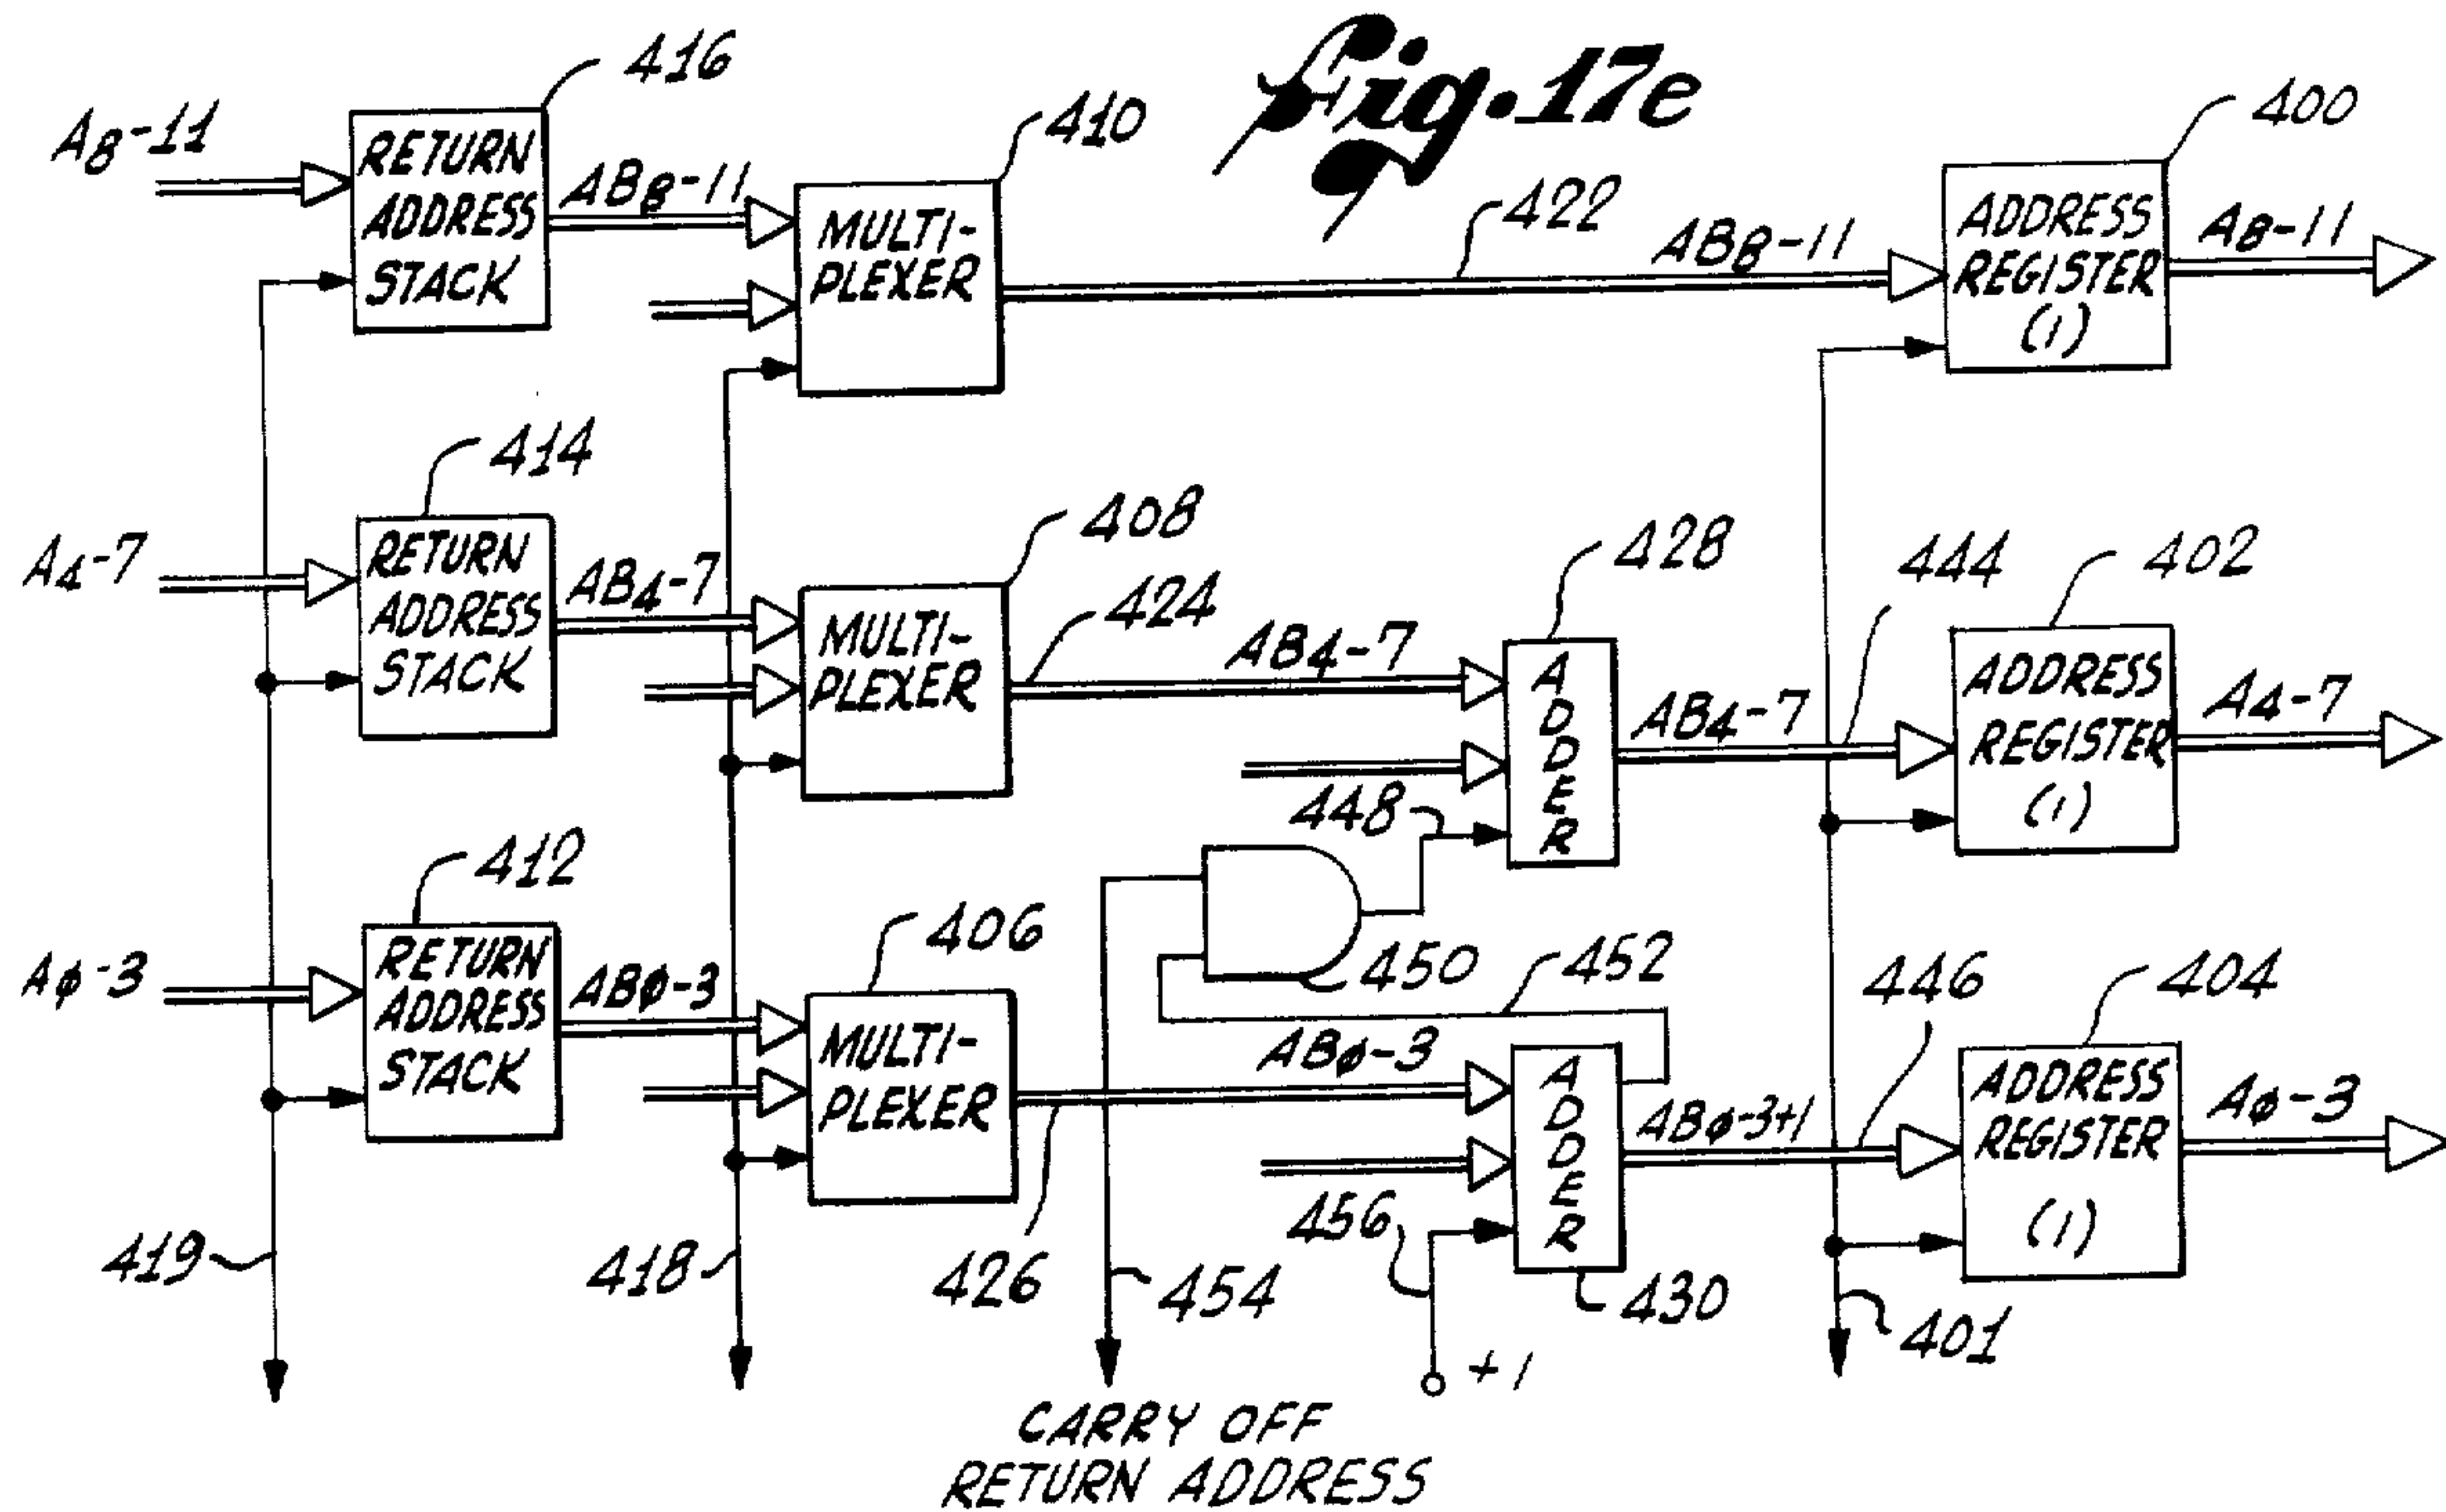 Fig. 17e
416
410
400
A8-11
RETURN
ADDRESS
STACK
AB8-11
MULTI-
PLEXER
422
AB8-11
ADDRESS
REGISTER
(1)
A8-11
414
408
428
444
402
A4-7
RETURN
ADDRESS
STACK
AB4-7
MULTI-
PLEXER
424
AB4-7
ADDER
AB4-7
ADDRESS
REGISTER
(1)
A4-7
448
412
406
450
452
446
404
Aφ-3
RETURN
ADDRESS
STACK
ABφ-3
MULTI-
PLEXER
ABφ-3
ADDER
ABφ-3+1
ADDRESS
REGISTER
(1)
Aφ-3
419
418
426
454
456
430
401
+1
CARRY OFF
RETURN ADDRESS